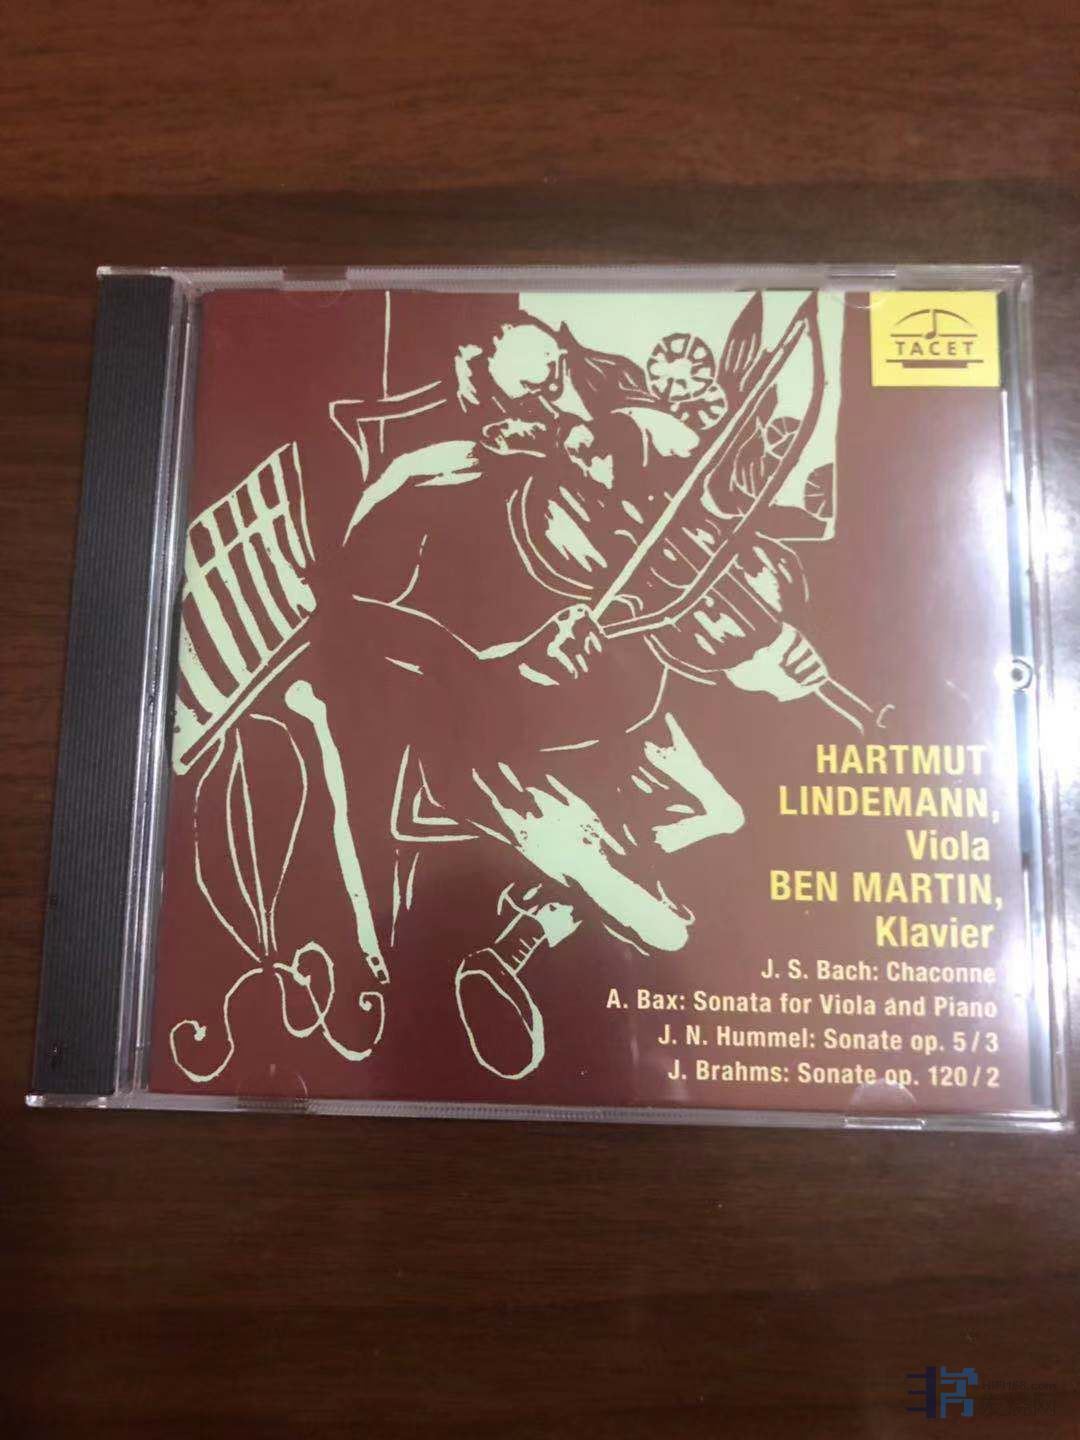 TACET
HARTMUT
LINDEMANN,
Viola
BEN MARTIN,
Klavier
J. S. Bach: Chaconne
A. Bax: Sonata for Viola and Piano
J. N. Hummel: Sonate op. 5/3
J. Brahms: Sonate op. 120/2